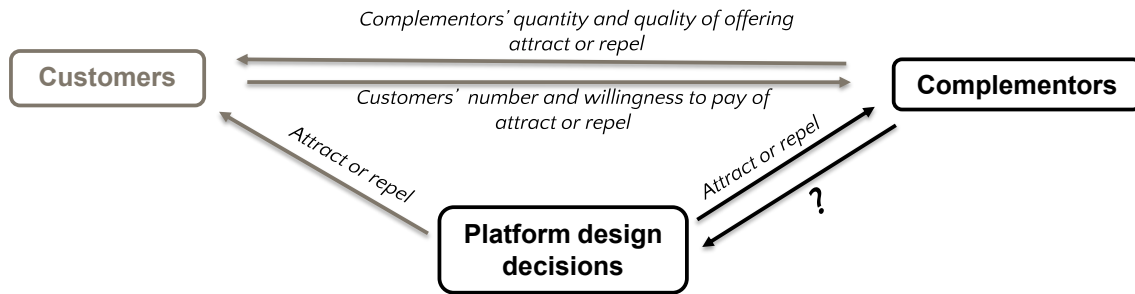 Complementors’ quantity and quality of offering
attract or repel
Customers
Complementors
Customers’ number and willingness to pay of
attract or repel
Attract or repel
Attract or repel
?
Platform design
decisions